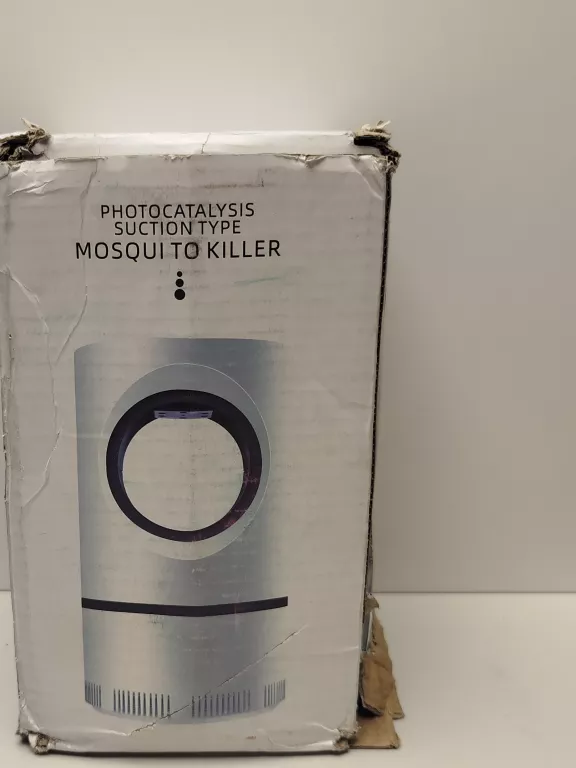 PHOTOCATALYSIS
SUCTION TYPE
MOSQUI TO KILLER